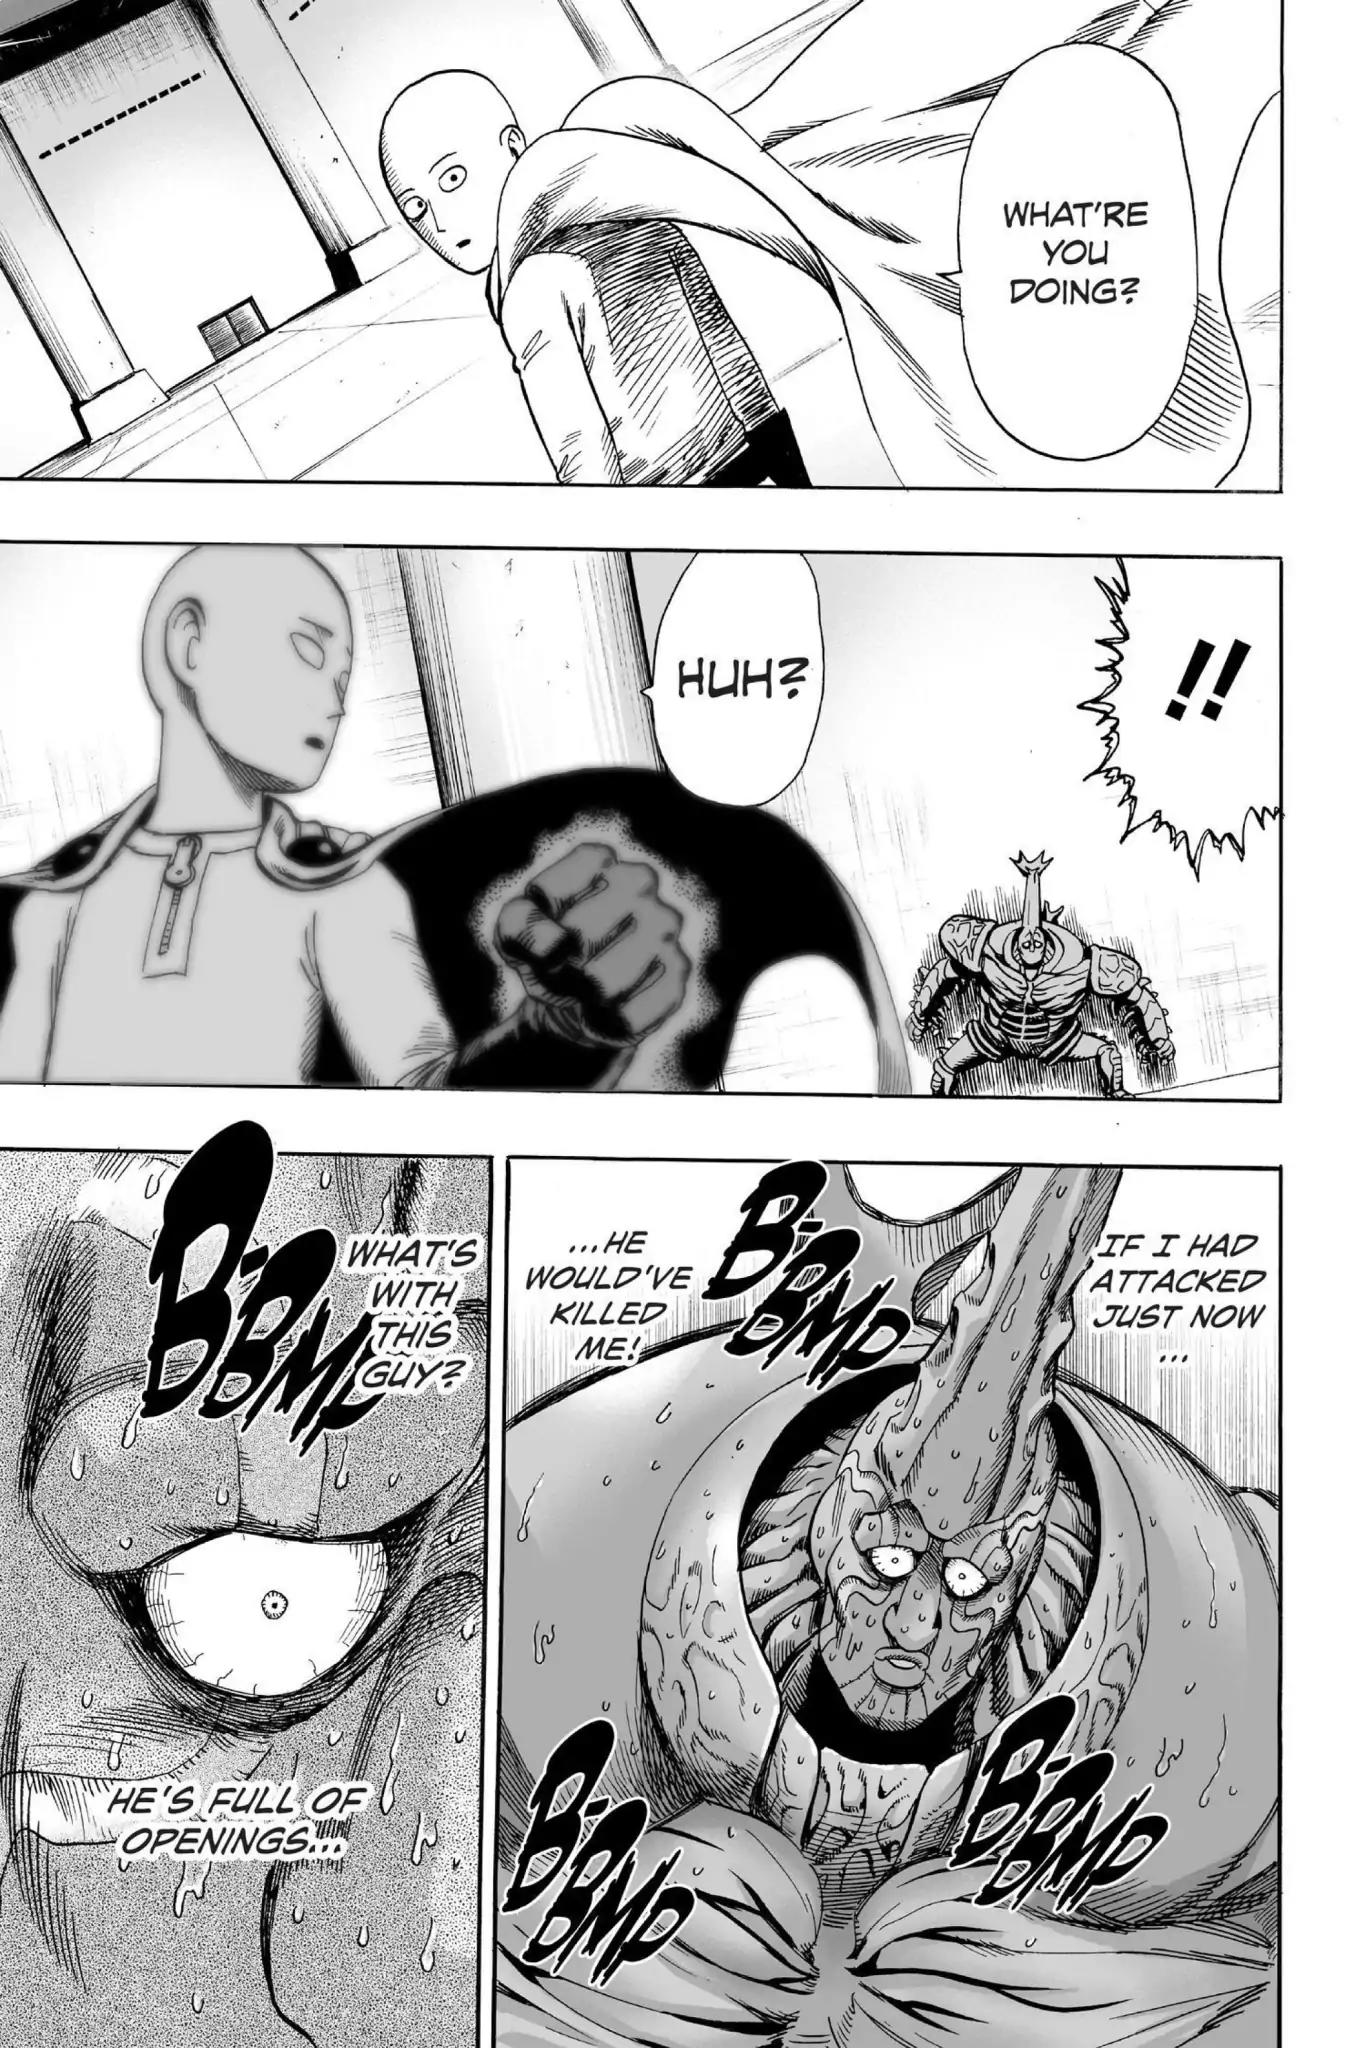 WHAT'RE
YOU
DOING?
!!
HUH?
IF I HAD
ATTACKED
JUST NOW
...
B-
BMP
...HE
WOULD'VE
KILLED
ME!
B-
BMP
B-
BMP
B-
BMP
WHAT'S
WITH
THIS
GUY?
HE'S FULL OF
OPENINGS...